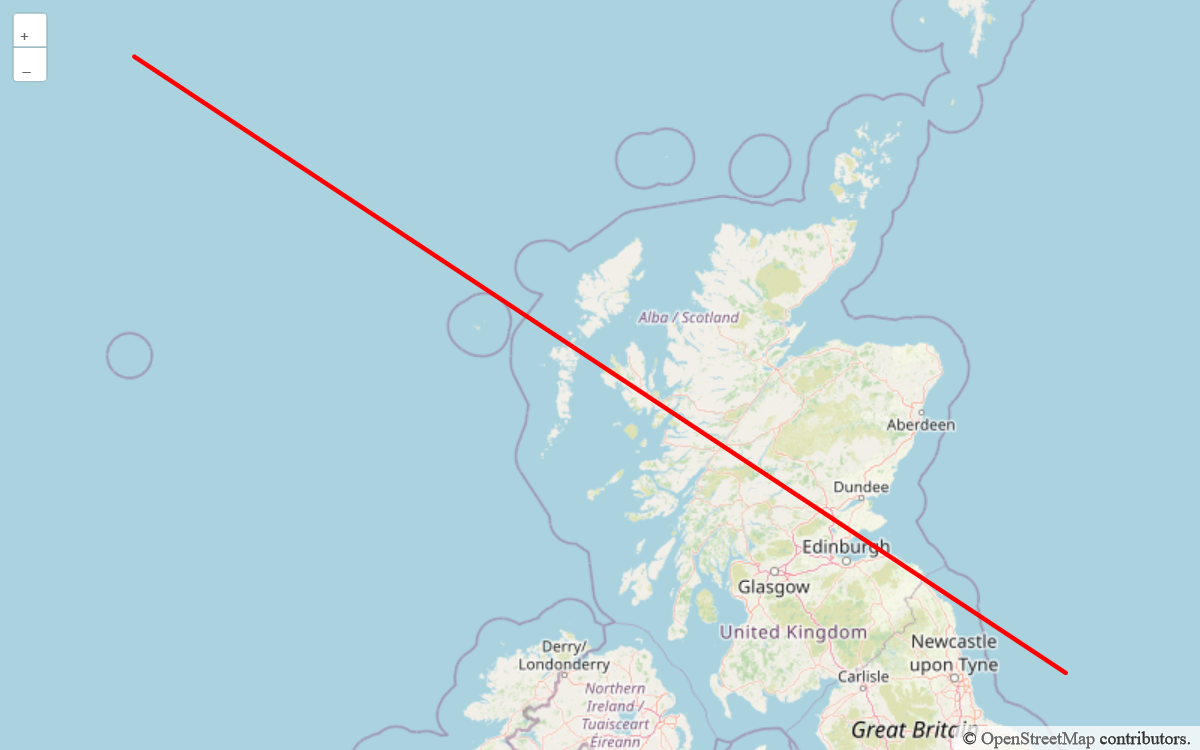 +
–
Alba / Scotland
Aberdeen
Dundee
Edinburgh
Glasgow
United Kingdom
Newcastle
upon Tyne
Derry/
Londonderry
Carlisle
Northern
Ireland /
Tuaisceart
Éireann
Great Britain
© OpenStreetMap contributors.